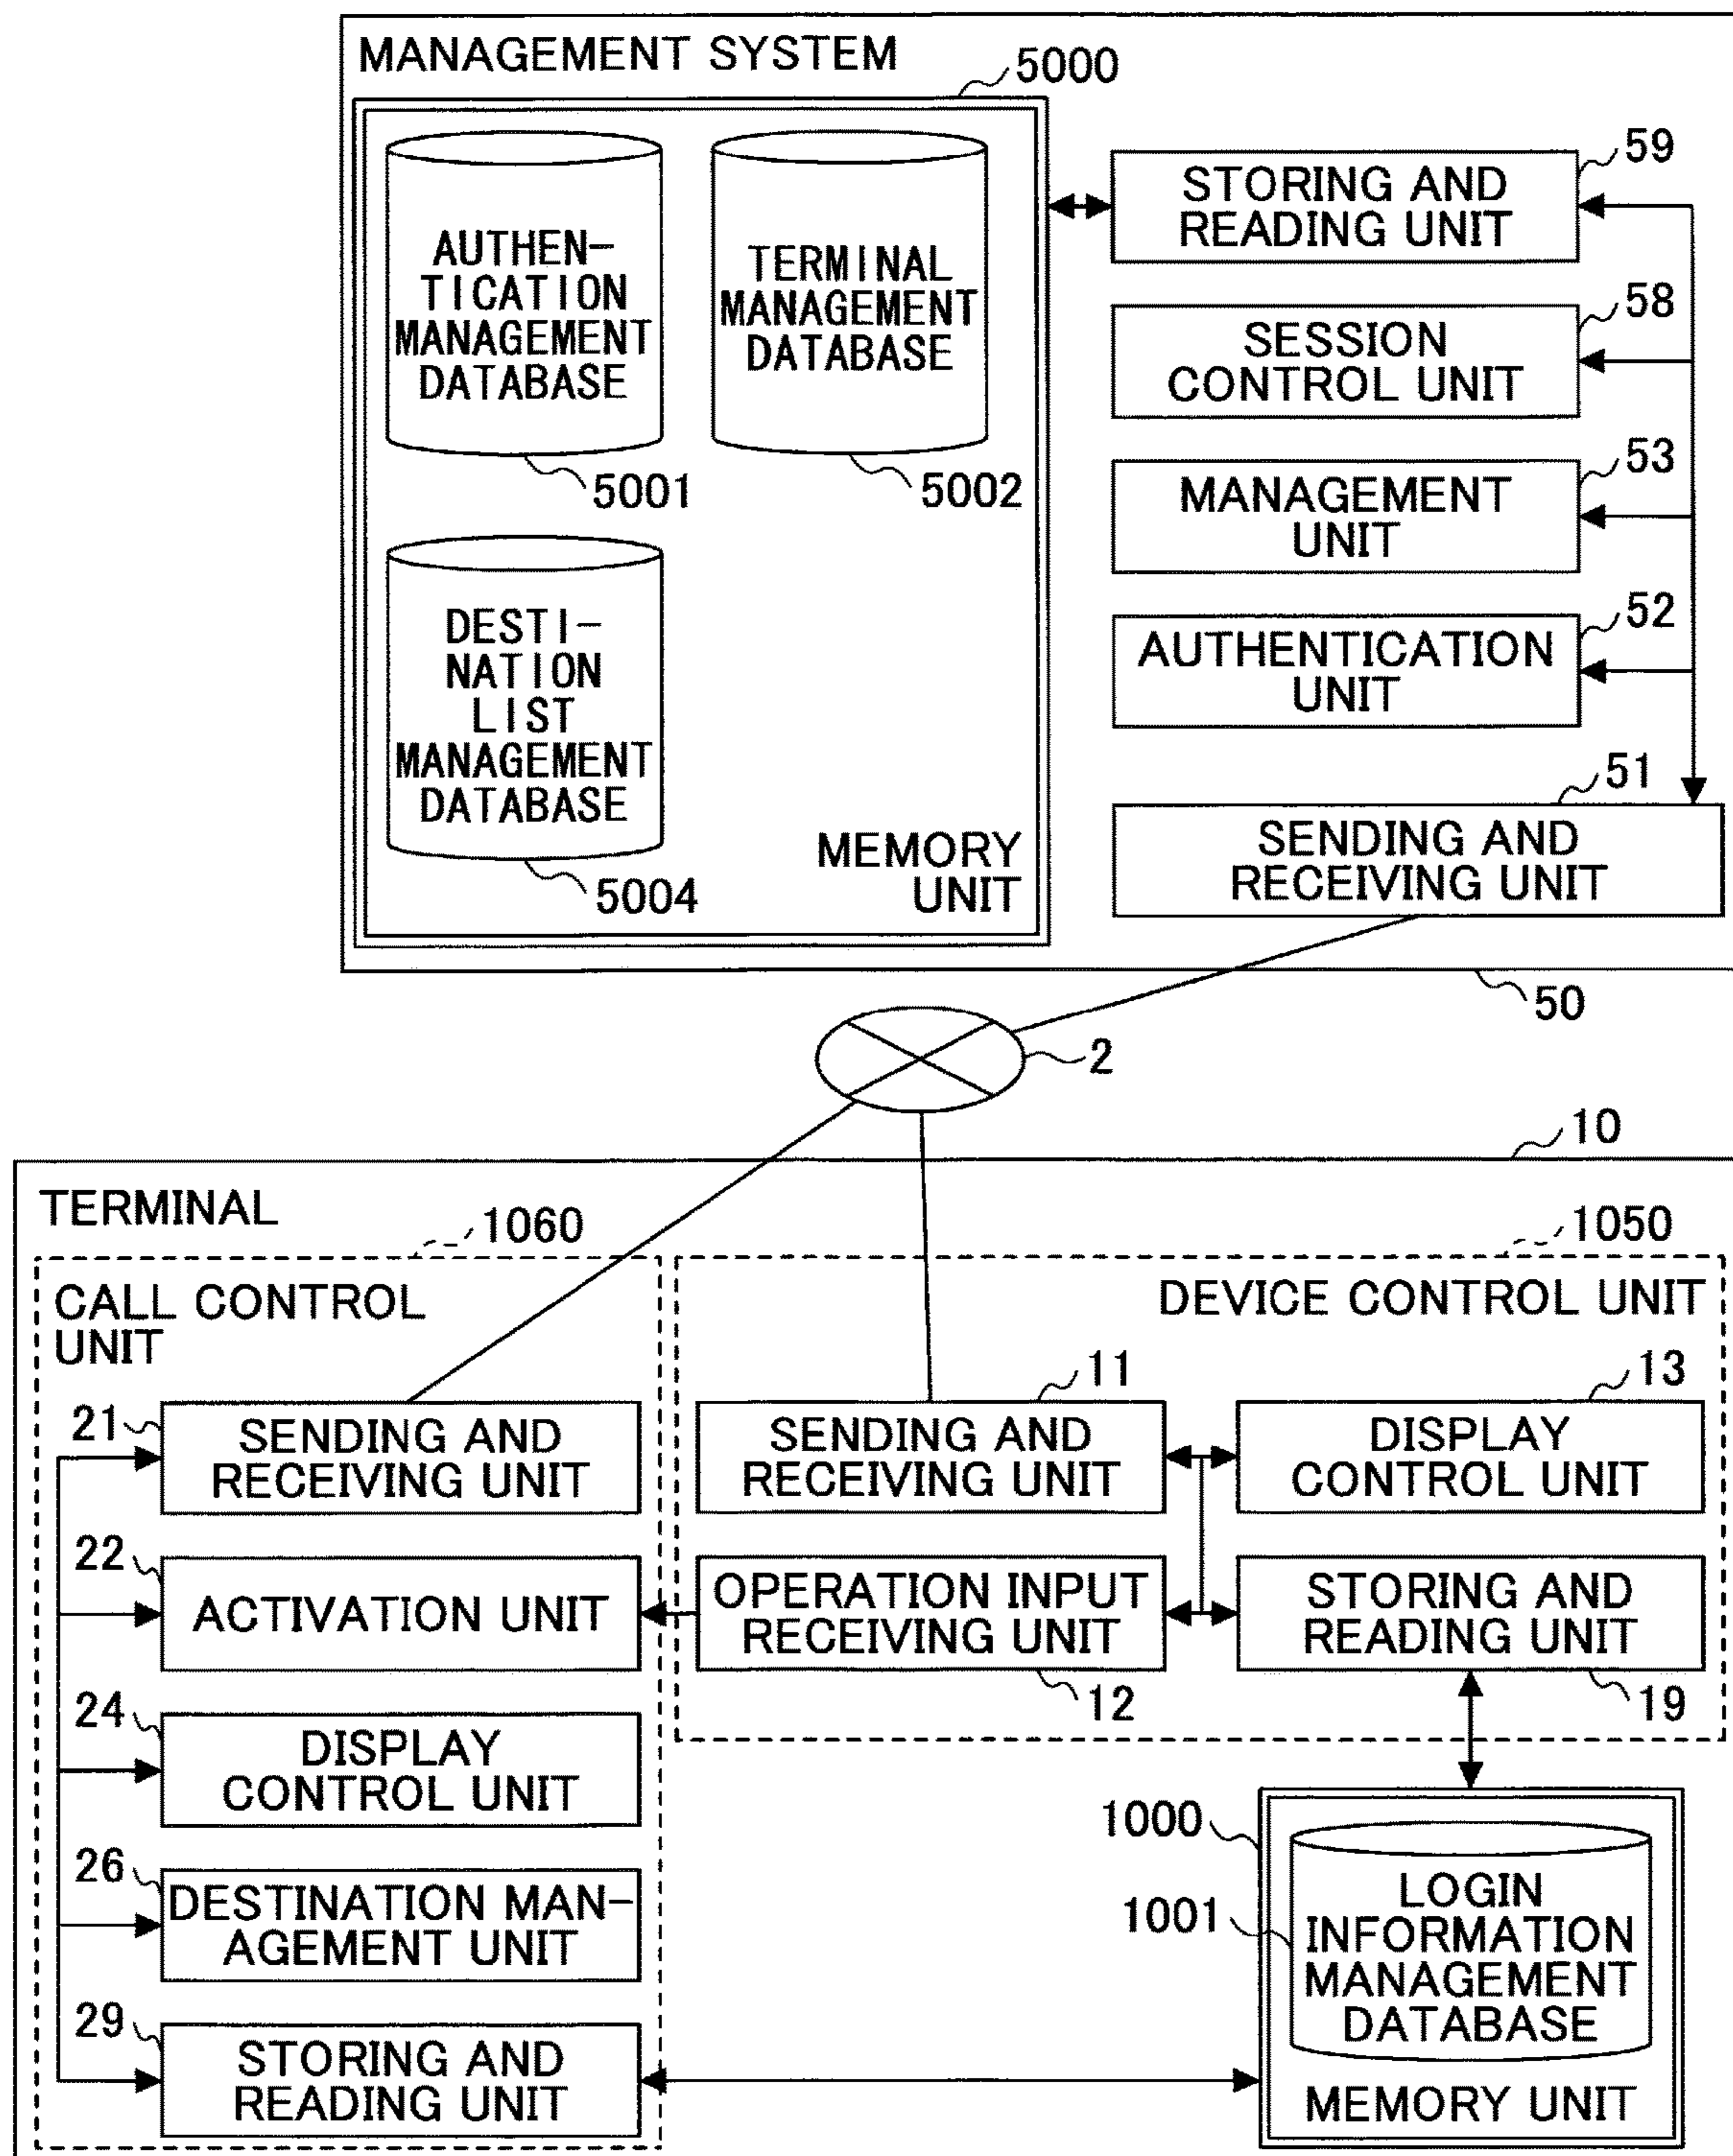 MANAGEMENT SYSTEM
5000
AUTHEN-
TICATION
MANAGEMENT
DATABASE
5001
TERMINAL
MANAGEMENT
DATABASE
5002
DESTI-
NATION
LIST
MANAGEMENT
DATABASE
5004
MEMORY
UNIT
59
STORING AND
READING UNIT
58
SESSION
CONTROL UNIT
53
MANAGEMENT
UNIT
52
AUTHENTICATION
UNIT
51
SENDING AND
RECEIVING UNIT
50
2
10
TERMINAL
1060
CALL CONTROL
UNIT
21
SENDING AND
RECEIVING UNIT
22
ACTIVATION UNIT
24
DISPLAY
CONTROL UNIT
26
DESTINATION MAN-
AGEMENT UNIT
29
STORING AND
READING UNIT
1050
DEVICE CONTROL UNIT
11
SENDING AND
RECEIVING UNIT
13
DISPLAY
CONTROL UNIT
OPERATION INPUT
RECEIVING UNIT
12
STORING AND
READING UNIT
19
1000
1001
LOGIN
INFORMATION
MANAGEMENT
DATABASE
MEMORY UNIT